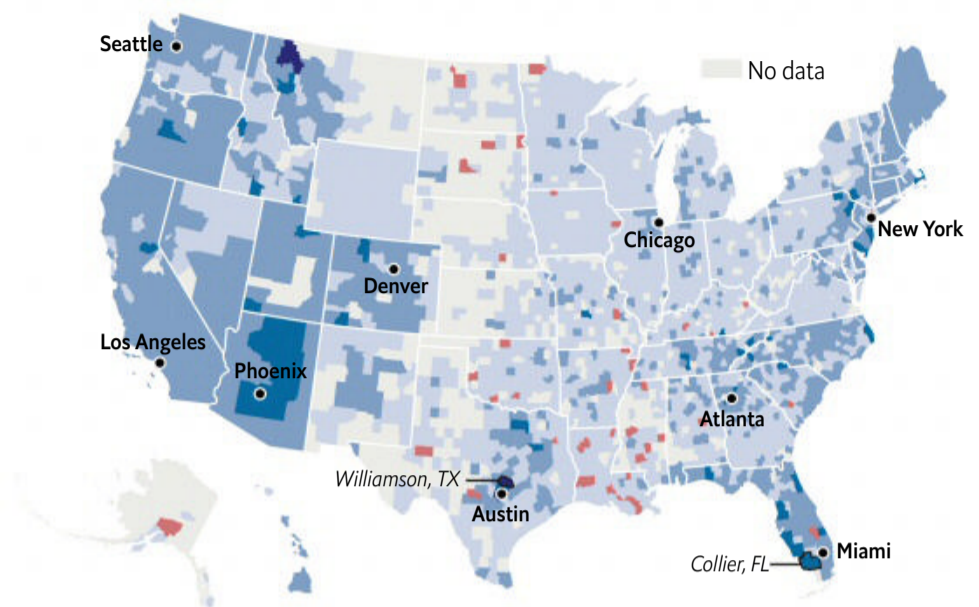 Seattle
No data
New York
Chicago
Denver
Los Angeles
Phoenix
Atlanta
Williamson, TX
Austin
Miami
Collier, FL